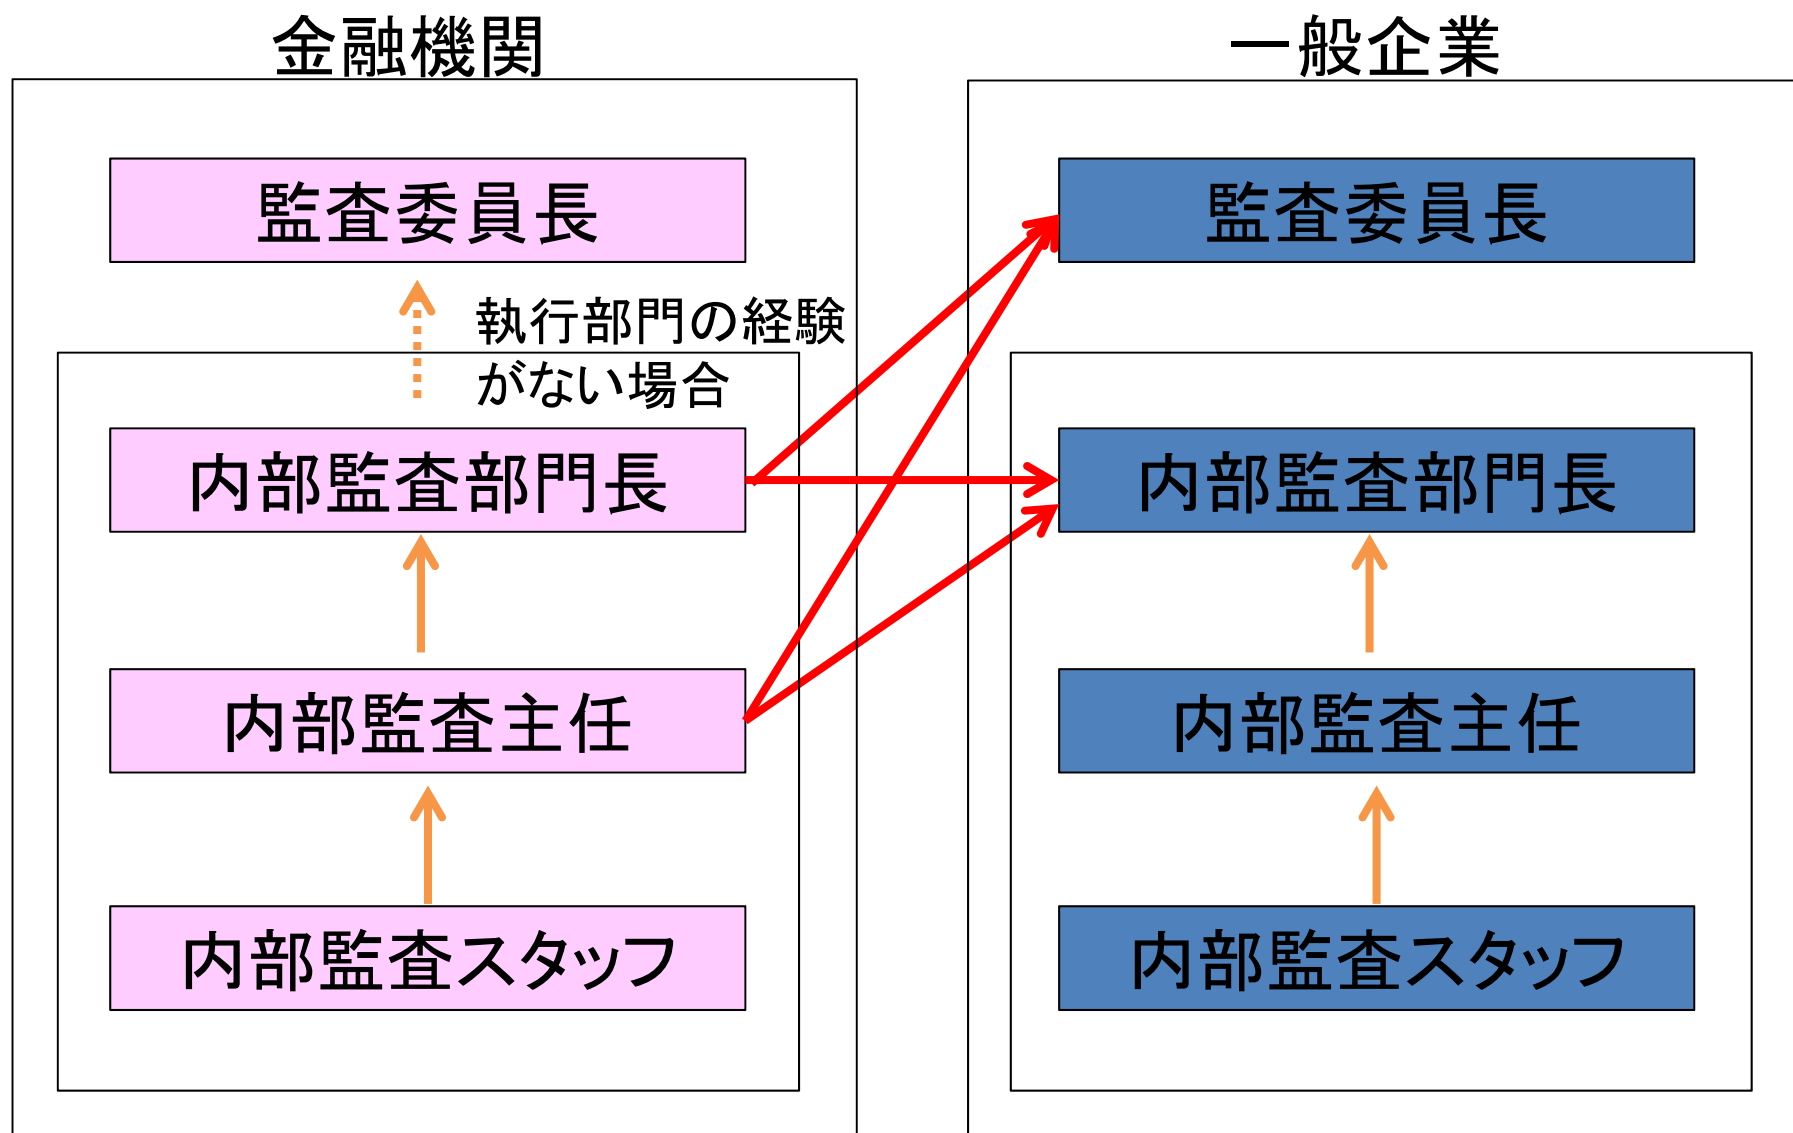 金融機関
監査委員長
執行部門の経験
がない場合
内部監査部門長
内部監査主任
内部監査スタッフ
一般企業
監査委員長
内部監査部門長
内部監査主任
内部監査スタッフ